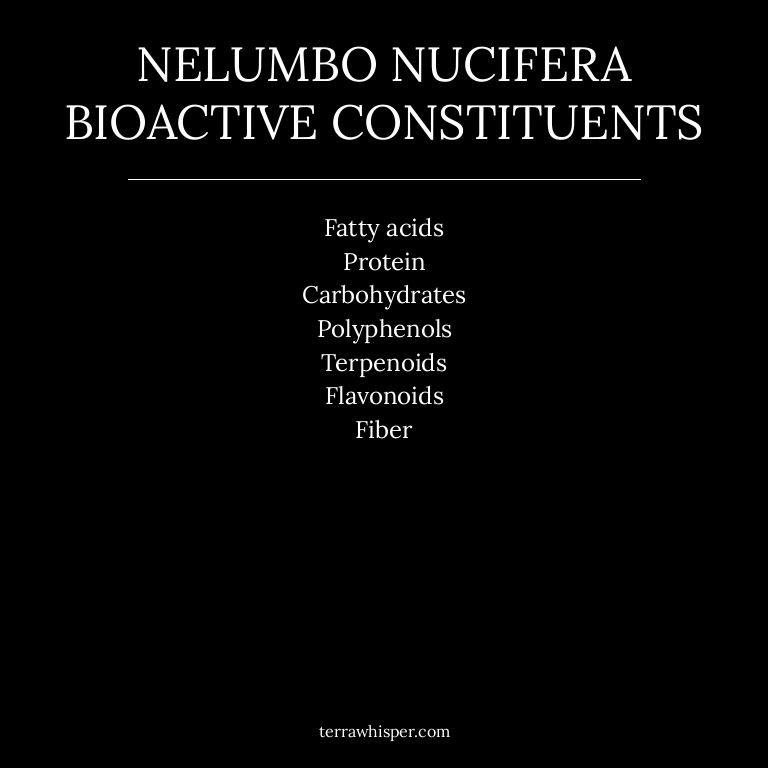 NELUMBO NUCIFERA
BIOACTIVE CONSTITUENTS
Fatty acids
Protein
Carbohydrates
Polyphenols
Terpenoids
Flavonoids
Fiber
terrawhisper.com